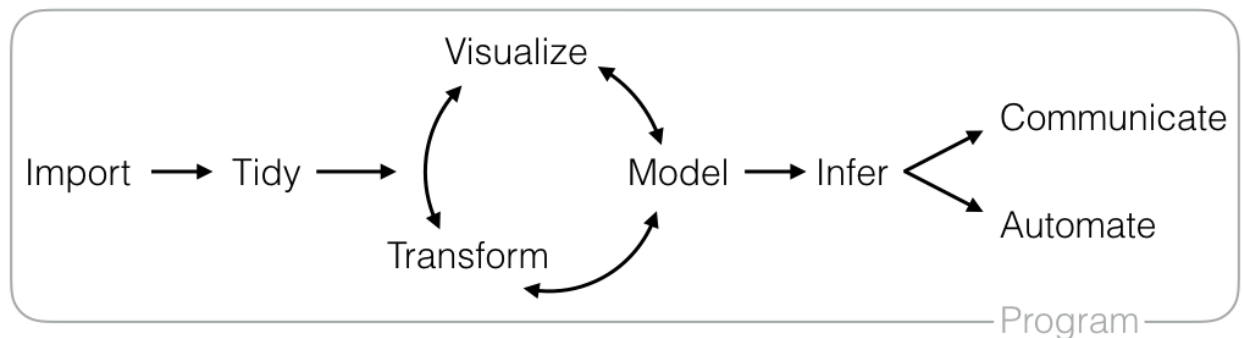 Visualize
Communicate
Import
Tidy
Model
Infer
Automate
Transform
Program